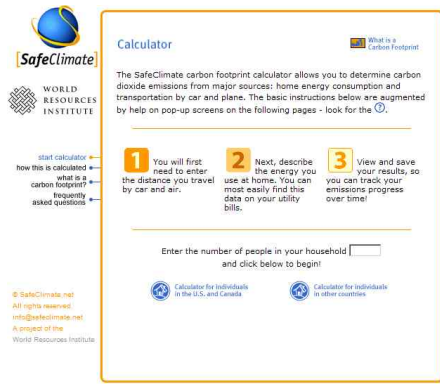 [SafeClimate]
WORLD
RESOURCES
INSTITUTE
start calculator
how this is calculated
what is a
carbon footprint?
frequently
asked questions
© SafeClimate.net
All rights reserved
info@safeclimate.net
A project of the
World Resources Institute
Calculator
What is a
Carbon Footprint
The SafeClimate carbon footprint calculator allows you to determine carbon
dioxide emissions from major sources: home energy consumption and
transportation by car and plane. The basic instructions below are augmented
by help on pop-up screens on the following pages - look for the ?.
1 You will first
need to enter
the distance you travel
by car and air.
2 Next, describe
the energy you
use at home. You can
most easily find this
data on your utility
bills.
3 View and save
your results, so
you can track your
emissions progress
over time!
Enter the number of people in your household
and click below to begin!
Calculator for individuals
in the U.S. and Canada
Calculator for individuals
in other countries